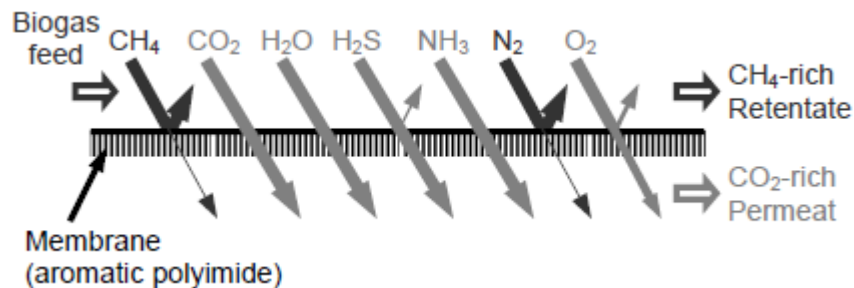 Biogas
feed
CH₄ CO₂ H₂O H₂S NH₃ N₂ O₂
CH₄-rich
Retentate
CO₂-rich
Permeat
Membrane
(aromatic polyimide)